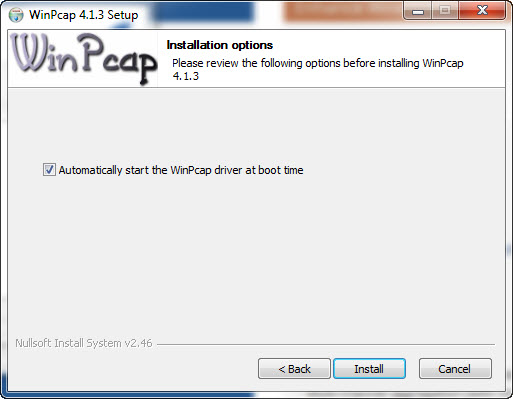 WinPcap 4.1.3 Setup
WinPcap
Installation options
Please review the following options before installing WinPcap
4.1.3
Automatically start the WinPcap driver at boot time
Nullsoft Install System v2.46
< Back
Install
Cancel